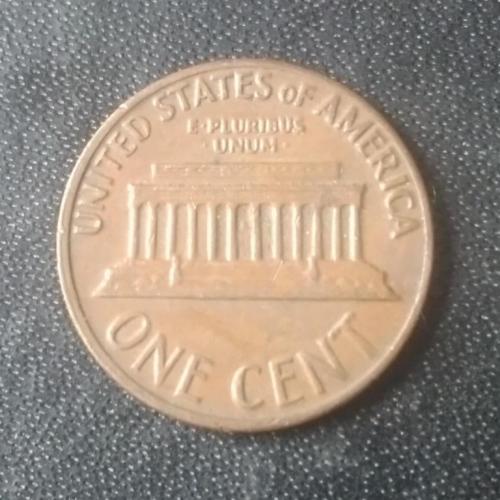 UNITED STATES OF AMERICA
E·PLURIBUS
·UNUM·
ONE CENT